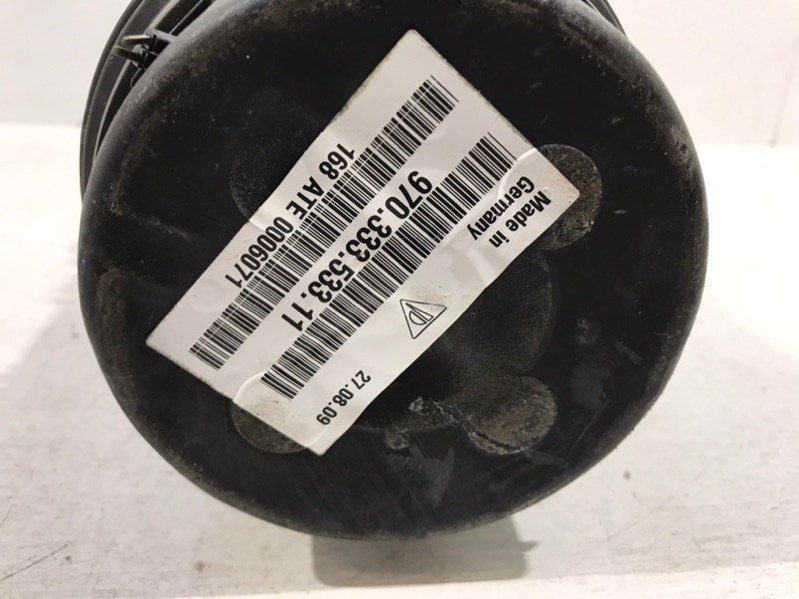 Made in
Germany
970.333.533.11
168 ATE 0006071
27.08.09